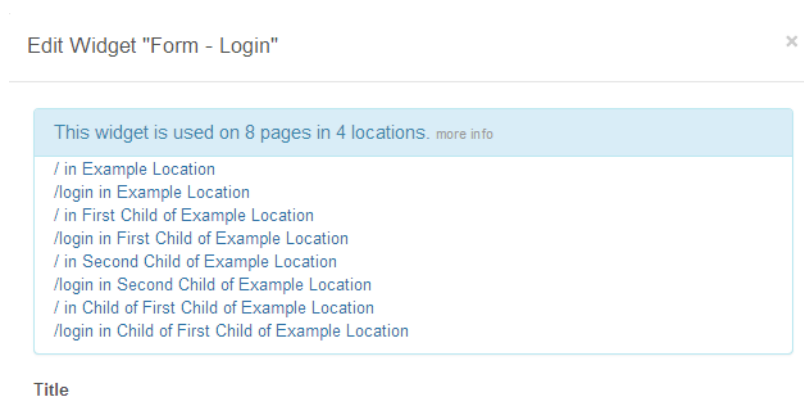 Edit Widget "Form - Login"
×
This widget is used on 8 pages in 4 locations. more info
/ in Example Location
/login in Example Location
/ in First Child of Example Location
/login in First Child of Example Location
/ in Second Child of Example Location
/login in Second Child of Example Location
/ in Child of First Child of Example Location
/login in Child of First Child of Example Location
Title